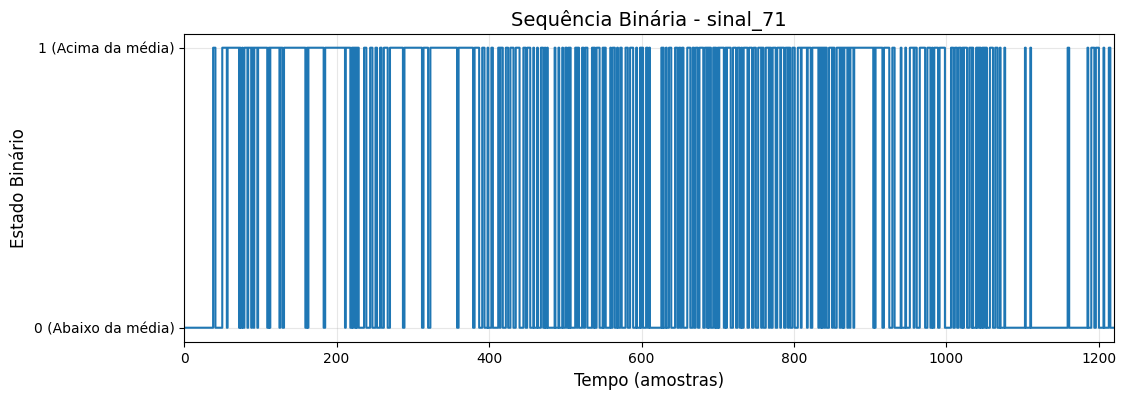 Sequência Binária - sinal_71
Estado Binário
1 (Acima da média)
0 (Abaixo da média)
0 200 400 600 800 1000 1200
Tempo (amostras)